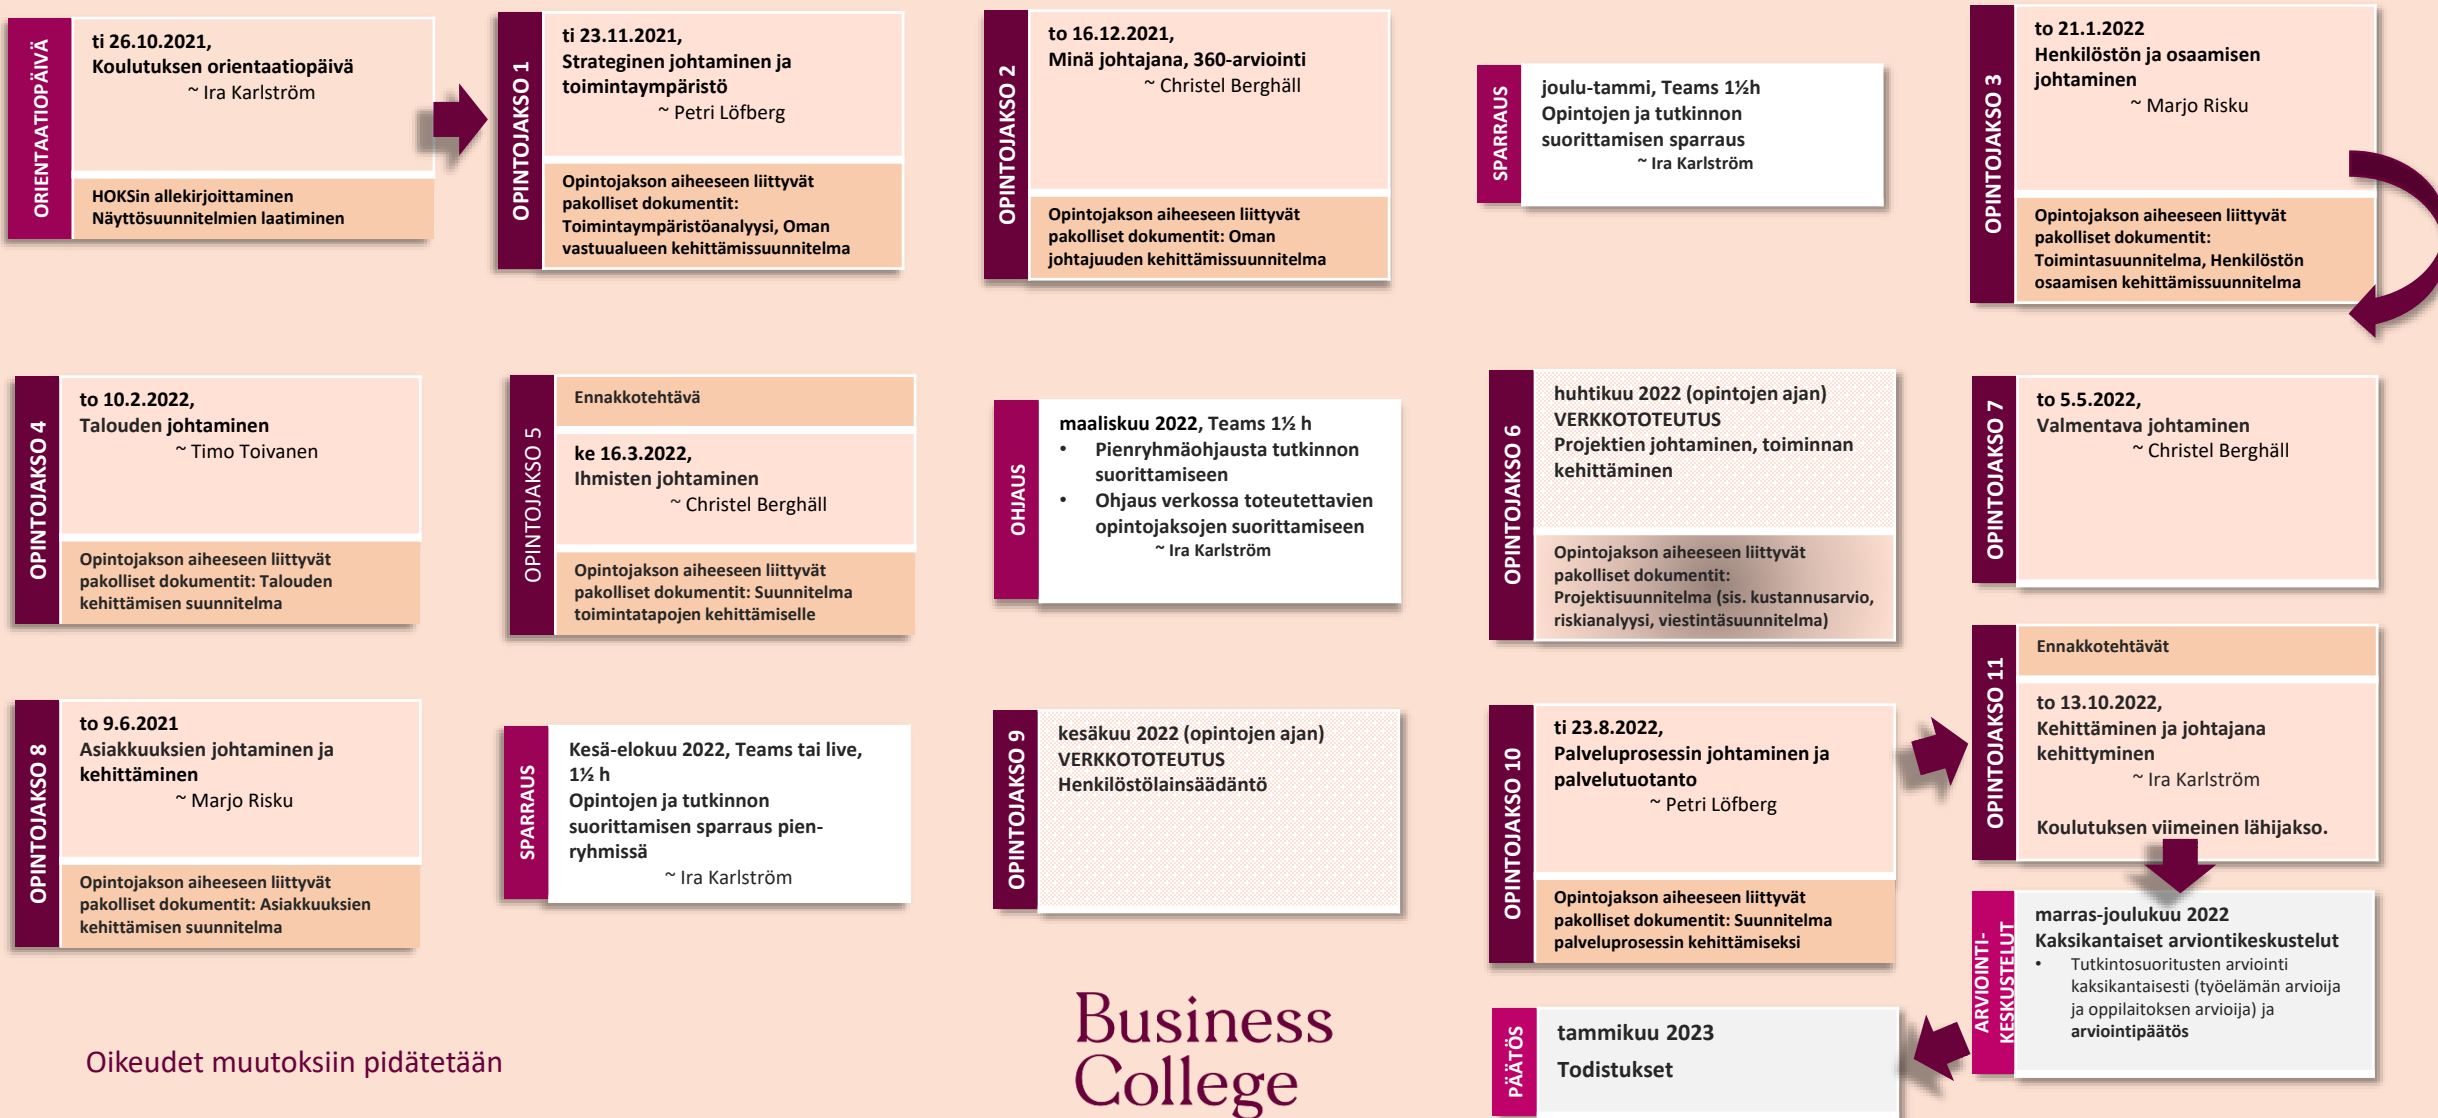 ORIENTAATIOPÄIVÄ
ti 26.10.2021,
Koulutuksen orientaatiopäivä
~ Ira Karlström
HOKSin allekirjoittaminen
Näyttösuunnitelmien laatiminen
OPINTOJAKSO 1
ti 23.11.2021,
Strateginen johtaminen ja
toimintaympäristö
~ Petri Löfberg
Opintojakson aiheeseen liittyvät
pakolliset dokumentit:
Toimintaympäristöanalyysi, Oman
vastuualueen kehittämissuunnitelma
OPINTOJAKSO 2
to 16.12.2021,
Minä johtajana, 360-arviointi
~ Christel Berghäll
Opintojakson aiheeseen liittyvät
pakolliset dokumentit: Oman
johtajuuden kehittämissuunnitelma
SPARRAUS
joulu-tammi, Teams 1½h
Opintojen ja tutkinnon
suorittamisen sparraus
~ Ira Karlström
OPINTOJAKSO 3
to 21.1.2022
Henkilöstön ja osaamisen
johtaminen
~ Marjo Risku
Opintojakson aiheeseen liittyvät
pakolliset dokumentit:
Toimintasuunnitelma, Henkilöstön
osaamisen kehittämissuunnitelma
OPINTOJAKSO 4
to 10.2.2022,
Talouden johtaminen
~ Timo Toivanen
Opintojakson aiheeseen liittyvät
pakolliset dokumentit: Talouden
kehittämisen suunnitelma
OPINTOJAKSO 5
Ennakkotehtävä
ke 16.3.2022,
Ihmisten johtaminen
~ Christel Berghäll
Opintojakson aiheeseen liittyvät
pakolliset dokumentit: Suunnitelma
toimintatapojen kehittämiselle
OHJAUS
maaliskuu 2022, Teams 1½ h
• Pienryhmäohjausta tutkinnon
suorittamiseen
• Ohjaus verkossa toteutettavien
opintojaksojen suorittamiseen
~ Ira Karlström
OPINTOJAKSO 6
huhtikuu 2022 (opintojen ajan)
VERKKOTOTEUTUS
Projektien johtaminen, toiminnan
kehittäminen
Opintojakson aiheeseen liittyvät
pakolliset dokumentit:
Projektisuunnitelma (sis. kustannusarvio,
riskianalyysi, viestintäsuunnitelma)
OPINTOJAKSO 7
to 5.5.2022,
Valmentava johtaminen
~ Christel Berghäll
OPINTOJAKSO 8
to 9.6.2021
Asiakkuuksien johtaminen ja
kehittäminen
~ Marjo Risku
Opintojakson aiheeseen liittyvät
pakolliset dokumentit: Asiakkuuksien
kehittämisen suunnitelma
SPARRAUS
Kesä-elokuu 2022, Teams tai live,
1½ h
Opintojen ja tutkinnon
suorittamisen sparraus pien-
ryhmissä
~ Ira Karlström
OPINTOJAKSO 9
kesäkuu 2022 (opintojen ajan)
VERKKOTOTEUTUS
Henkilöstölainsäädäntö
OPINTOJAKSO 10
ti 23.8.2022,
Palveluprosessin johtaminen ja
palvelutuotanto
~ Petri Löfberg
Opintojakson aiheeseen liittyvät
pakolliset dokumentit: Suunnitelma
palveluprosessin kehittämiseksi
OPINTOJAKSO 11
Ennakkotehtävät
to 13.10.2022,
Kehittäminen ja johtajana
kehittyminen
~ Ira Karlström
Koulutuksen viimeinen lähijakso.
ARVIOINTI-
KESKUSTELUT
marras-joulukuu 2022
Kaksikantaiset arviontikeskustelut
• Tutkintosuoritusten arviointi
kaksikantaisesti (työelämän arvioija
ja oppilaitoksen arvioija) ja
arviointipäätös
PÄÄTÖS
tammikuu 2023
Todistukset
Oikeudet muutoksiin pidätetään
Business
College